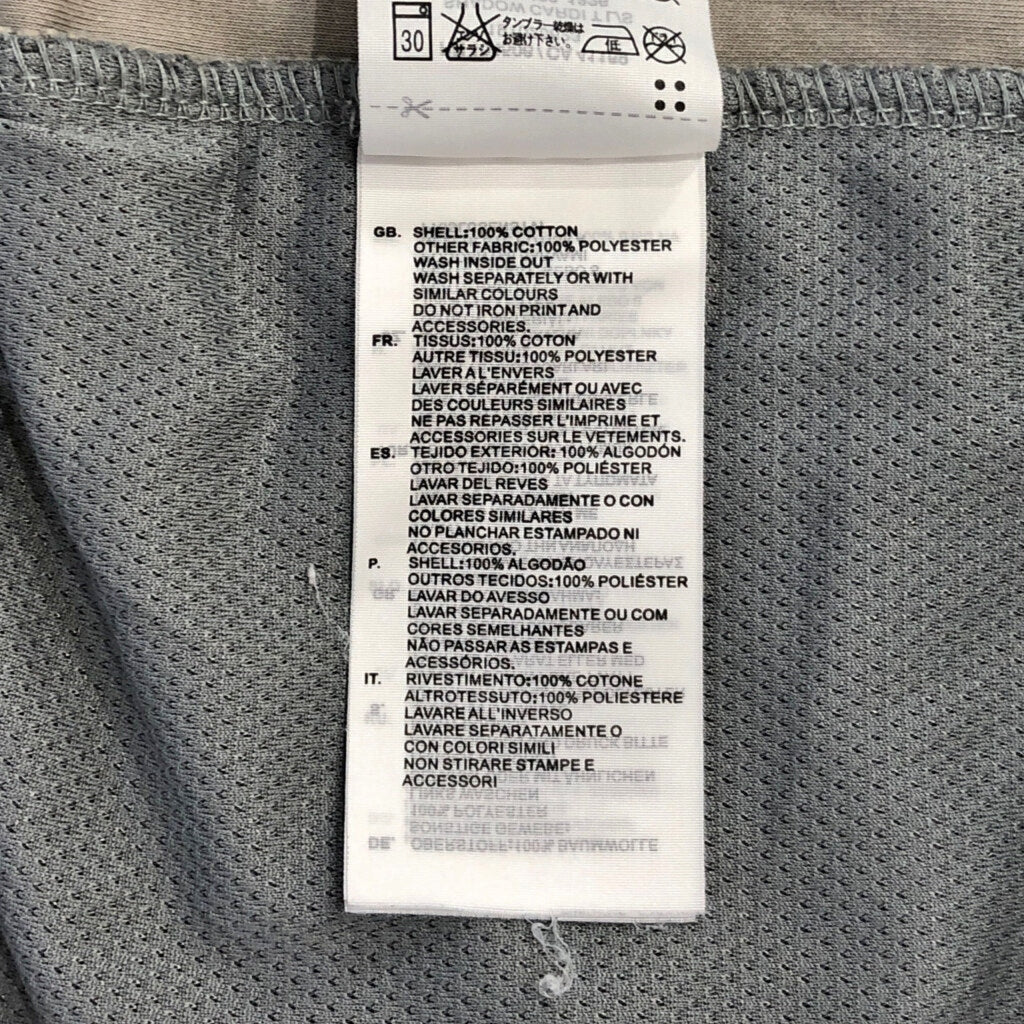 30
サラシ
タンブラー乾燥は
お避け下さい。
低
GB. SHELL:100% COTTON
OTHER FABRIC:100% POLYESTER
WASH INSIDE OUT
WASH SEPARATELY OR WITH
SIMILAR COLOURS
DO NOT IRON PRINT AND
ACCESSORIES.
FR. TISSUS:100% COTON
AUTRE TISSU:100% POLYESTER
LAVER A L'ENVERS
LAVER SÉPARÉMENT OU AVEC
DES COULEURS SIMILAIRES
NE PAS REPASSER L'IMPRIME ET
ACCESSORIES SUR LE VETEMENTS.
ES. TEJIDO EXTERIOR: 100% ALGODÓN
OTRO TEJIDO:100% POLIÉSTER
LAVAR DEL REVES
LAVAR SEPARADAMENTE O CON
COLORES SIMILARES
NO PLANCHAR ESTAMPADO NI
ACCESORIOS.
P. SHELL:100% ALGODÃO
OUTROS TECIDOS:100% POLIÉSTER
LAVAR DO AVESSO
LAVAR SEPARADAMENTE OU COM
CORES SEMELHANTES
NÃO PASSAR AS ESTAMPAS E
ACESSÓRIOS.
IT. RIVESTIMENTO:100% COTONE
ALTROTESSUTO:100% POLIESTERE
LAVARE ALL'INVERSO
LAVARE SEPARATAMENTE O
CON COLORI SIMILI
NON STIRARE STAMPE E
ACCESSORI